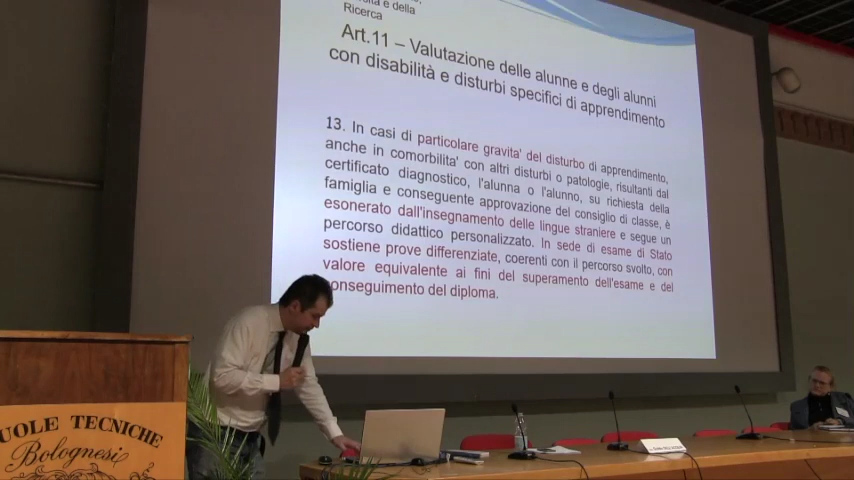 e della
Ricerca
Art.11 – Valutazione delle alunne e degli alunni
con disabilità e disturbi specifici di apprendimento
13. In casi di particolare gravita' del disturbo di apprendimento,
anche in comorbilita' con altri disturbi o patologie, risultanti dal
certificato diagnostico, l'alunna o l'alunno, su richiesta della
famiglia e conseguente approvazione del consiglio di classe, è
esonerato dall'insegnamento delle lingue straniere e segue un
percorso didattico personalizzato. In sede di esame di Stato
sostiene prove differenziate, coerenti con il percorso svolto, con
valore equivalente ai fini del superamento dell'esame e del
onseguimento del diploma.
UOLE TECNICHE
Bolognesi